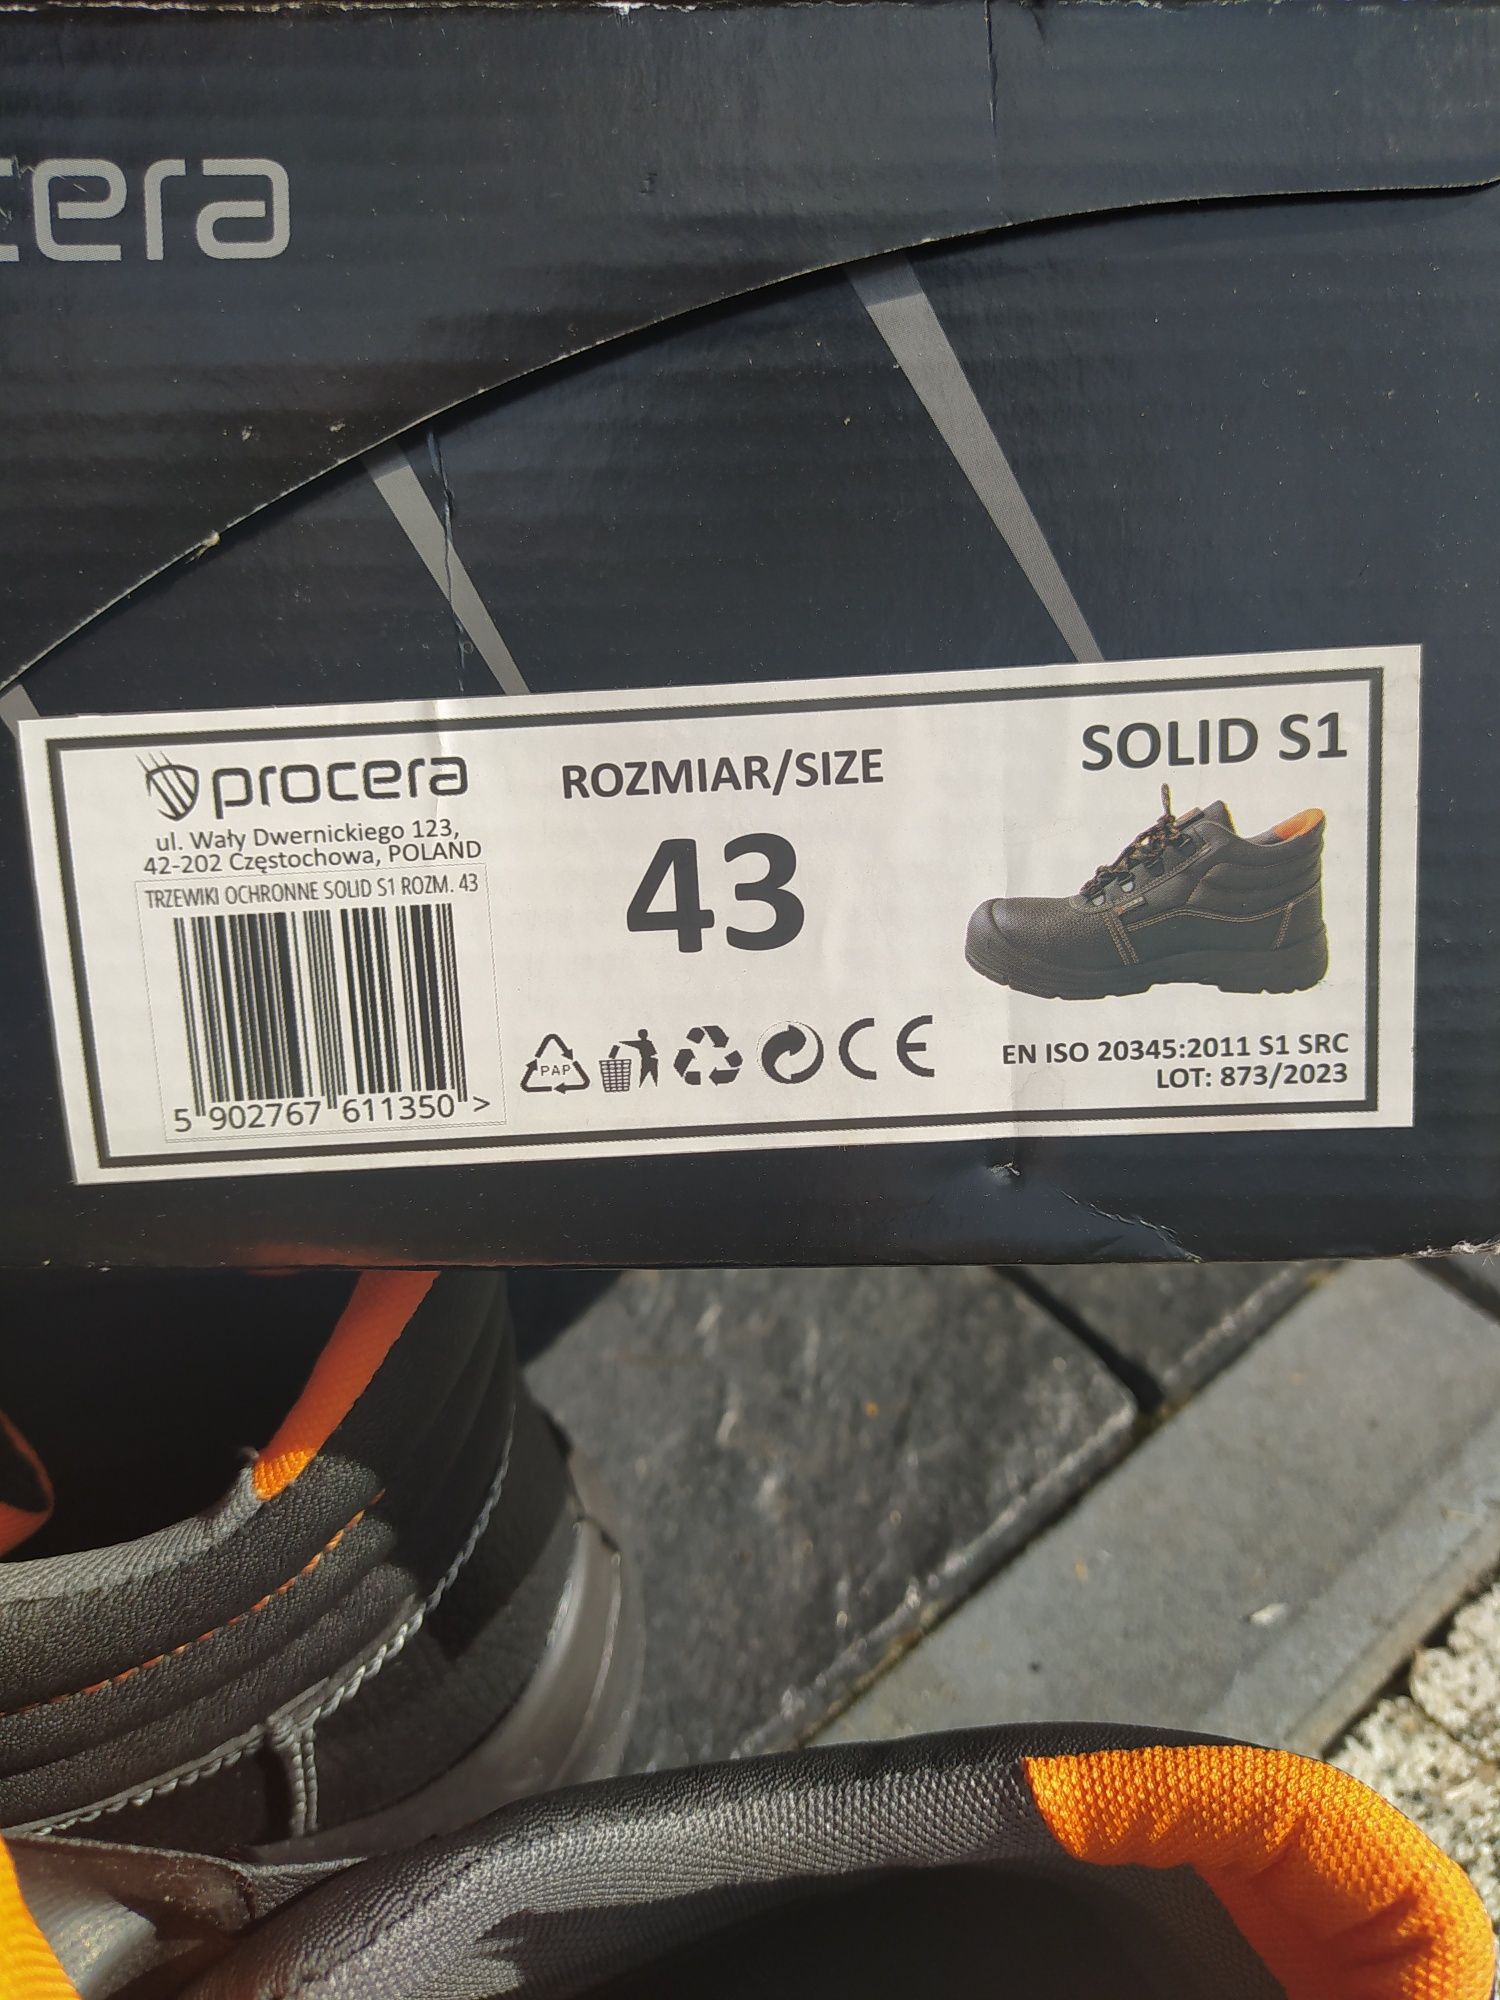 cera
procera
ul. Wały Dwernickiego 123,
42-202 Częstochowa, POLAND
TRZEWIKI OCHRONNE SOLID S1 ROZM. 43
5 902767 611350 >
ROZMIAR/SIZE
43
PAP
CE
SOLID S1
EN ISO 20345:2011 S1 SRC
LOT: 873/2023